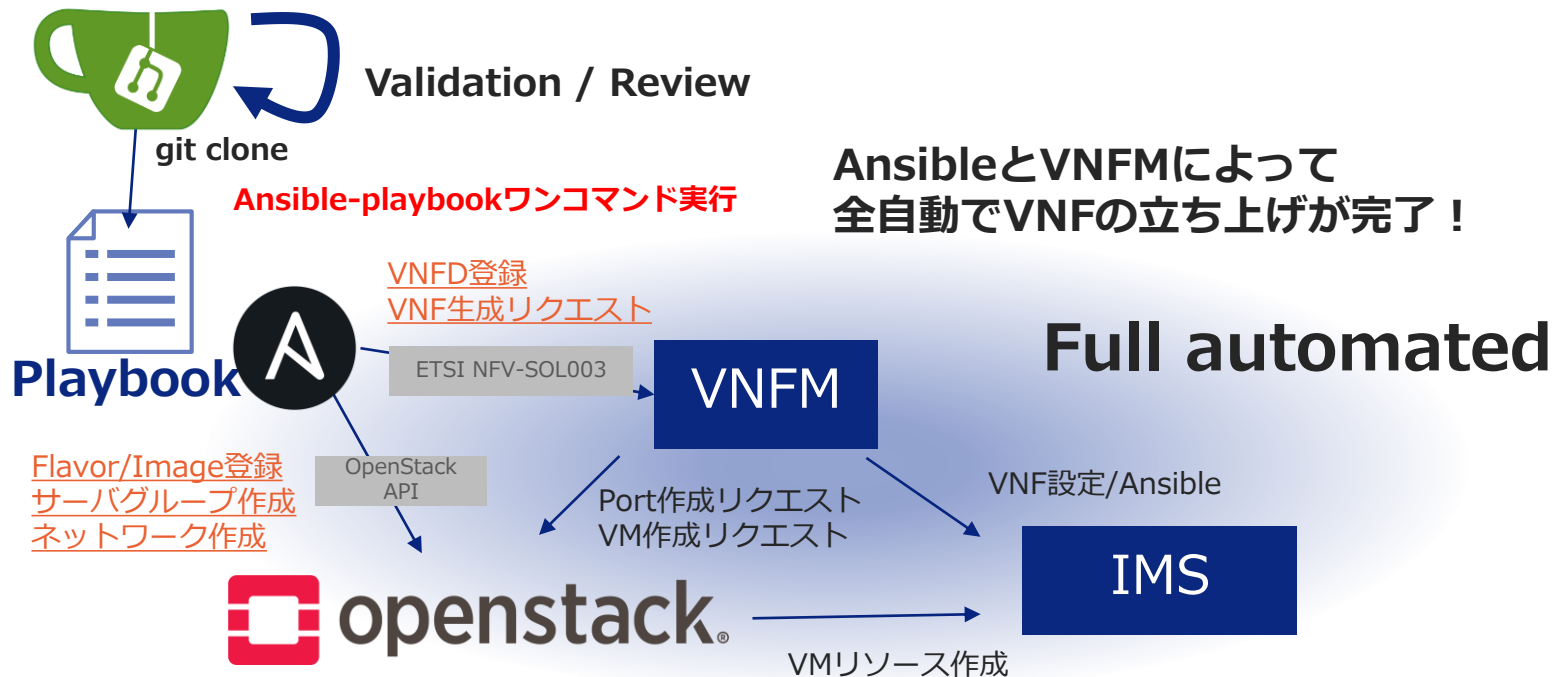 Validation / Review
git clone
AnsibleとVNFMによって
全自動でVNFの立ち上げが完了！
Ansible-playbookワンコマンド実行
VNFD登録
VNF生成リクエスト
Full automated
ETSI NFV-SOL003
VNFM
Playbook
Flavor/Image登録
サーバグループ作成
ネットワーク作成
OpenStack
API
Port作成リクエスト
VM作成リクエスト
VNF設定/Ansible
IMS
openstack®
VMリソース作成